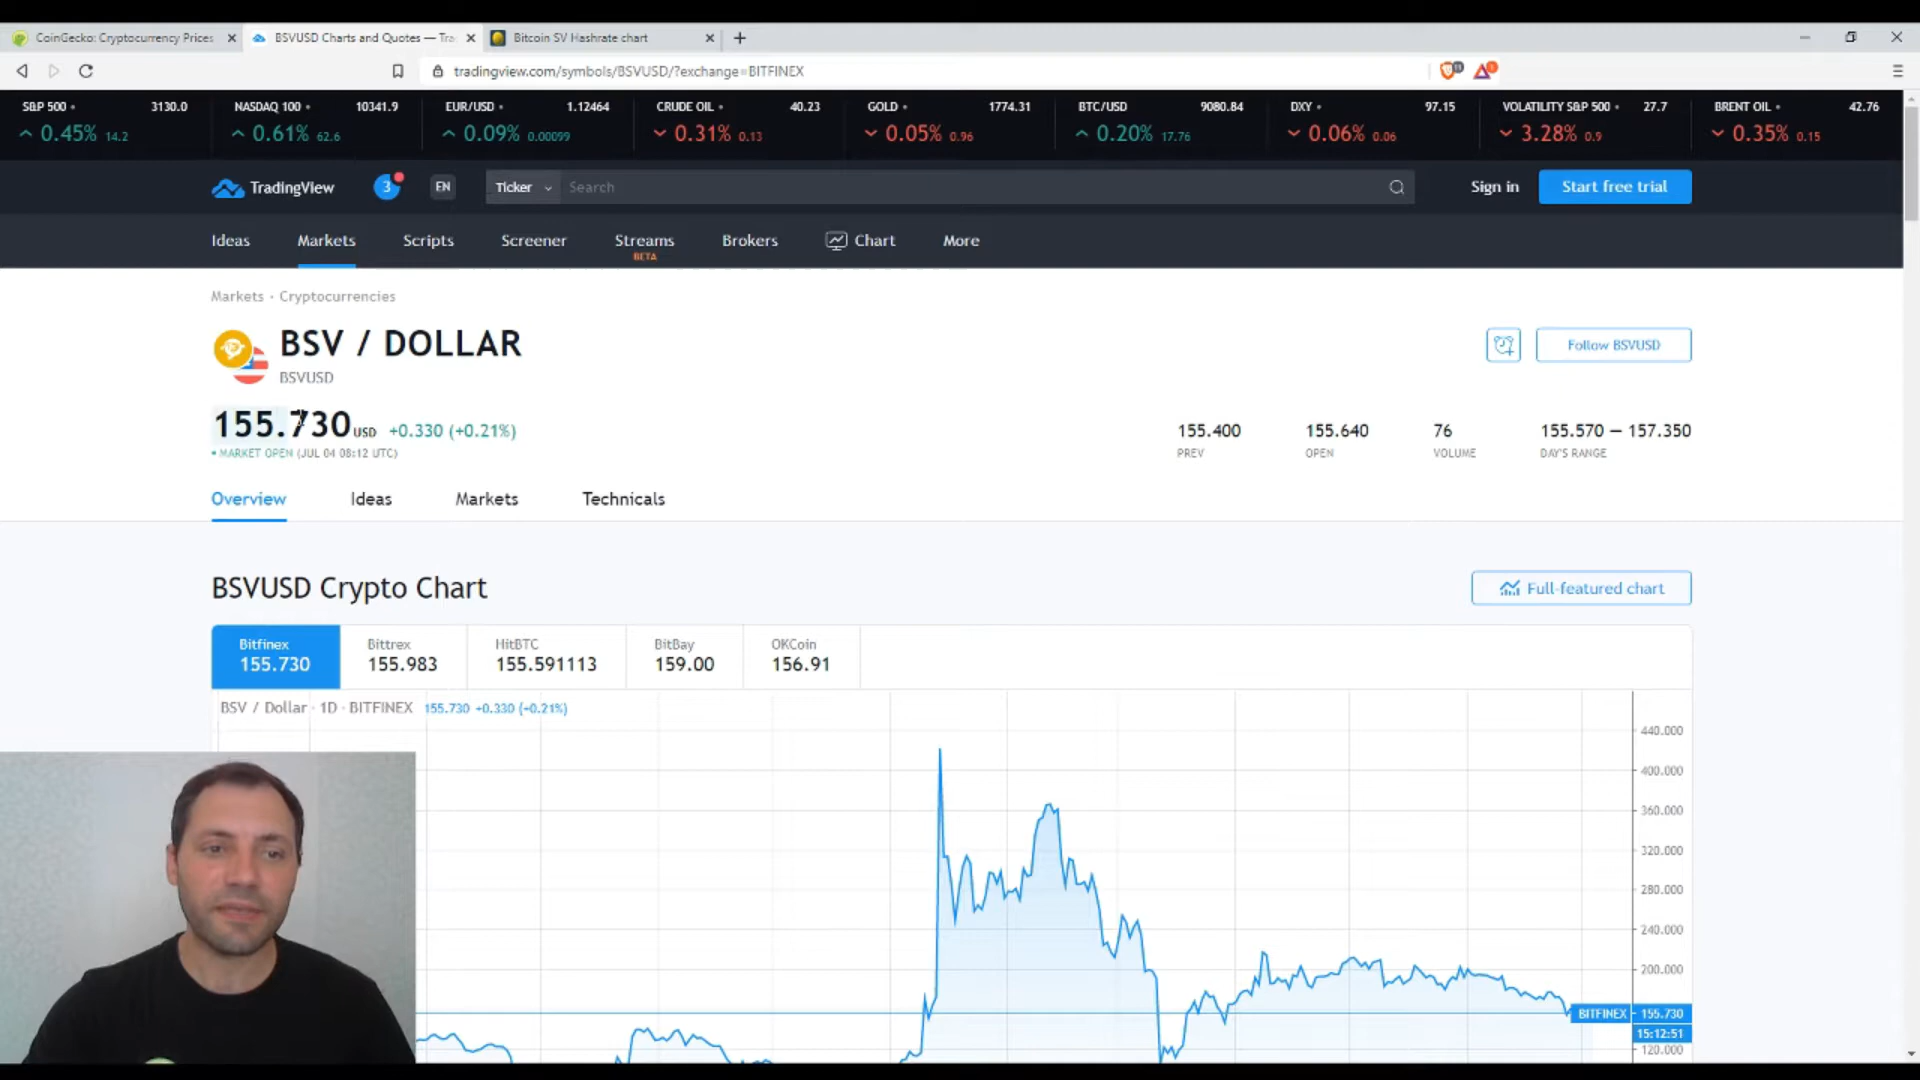 CoinGecko: Cryptocurrency Prices
BSVUSD Charts and Quotes — Tra
Bitcoin SV Hashrate chart
tradingview.com/symbols/BSVUSD/?exchange=BITFINEX
S&P 500 3130.0 NASDAQ 100 10341.9 EUR/USD 1.12464 CRUDE OIL 40.23 GOLD 1774.31 BTC/USD 9080.84 DXY 97.15 VOLATILITY S&P 500 27.7 BRENT OIL 42.76
0.45% 14.2 0.61% 62.6 0.09% 0.00099 0.31% 0.13 0.05% 0.96 0.20% 17.76 0.06% 0.06 3.28% 0.9 0.35% 0.15
TradingView 3 EN Ticker Search Sign in Start free trial
Ideas Markets Scripts Screener Streams Brokers Chart More
BETA
Markets · Cryptocurrencies
BSV / DOLLAR
BSVUSD
Follow BSVUSD
155.730 USD +0.330 (+0.21%)
MARKET OPEN (JUL 04 08:12 UTC)
155.400 155.640 76 155.570 — 157.350
PREV OPEN VOLUME DAY'S RANGE
Overview Ideas Markets Technicals
BSVUSD Crypto Chart
Full-featured chart
Bitfinex Bittrex HitBTC BitBay OKCoin
155.730 155.983 155.591113 159.00 156.91
BSV / Dollar · 1D · BITFINEX 155.730 +0.330 (+0.21%)
440.000
400.000
360.000
320.000
280.000
240.000
200.000
BITFINEX 155.730
15:12:51
120.000